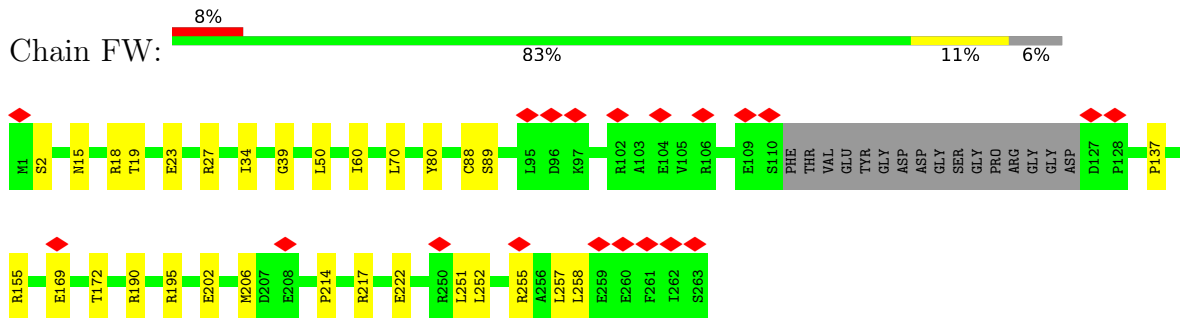 8%
Chain FW:
83% 11% 6%
M1 S2 N15 R18 T19 E23 R27 I34 G39 L50 I60 L70 Y80 C88 S89 L95 D96 K97 R102 A103 E104 V105 R106 E109 S110 PHE THR VAL GLU TYR GLY ASP ASP GLY SER GLY PRO ARG GLY GLY ASP D127 P128 P137
R155 E169 T172 R190 R195 E202 M206 D207 E208 P214 R217 E222 R250 L251 L252 R255 A256 L257 L258 E259 E260 F261 I262 S263